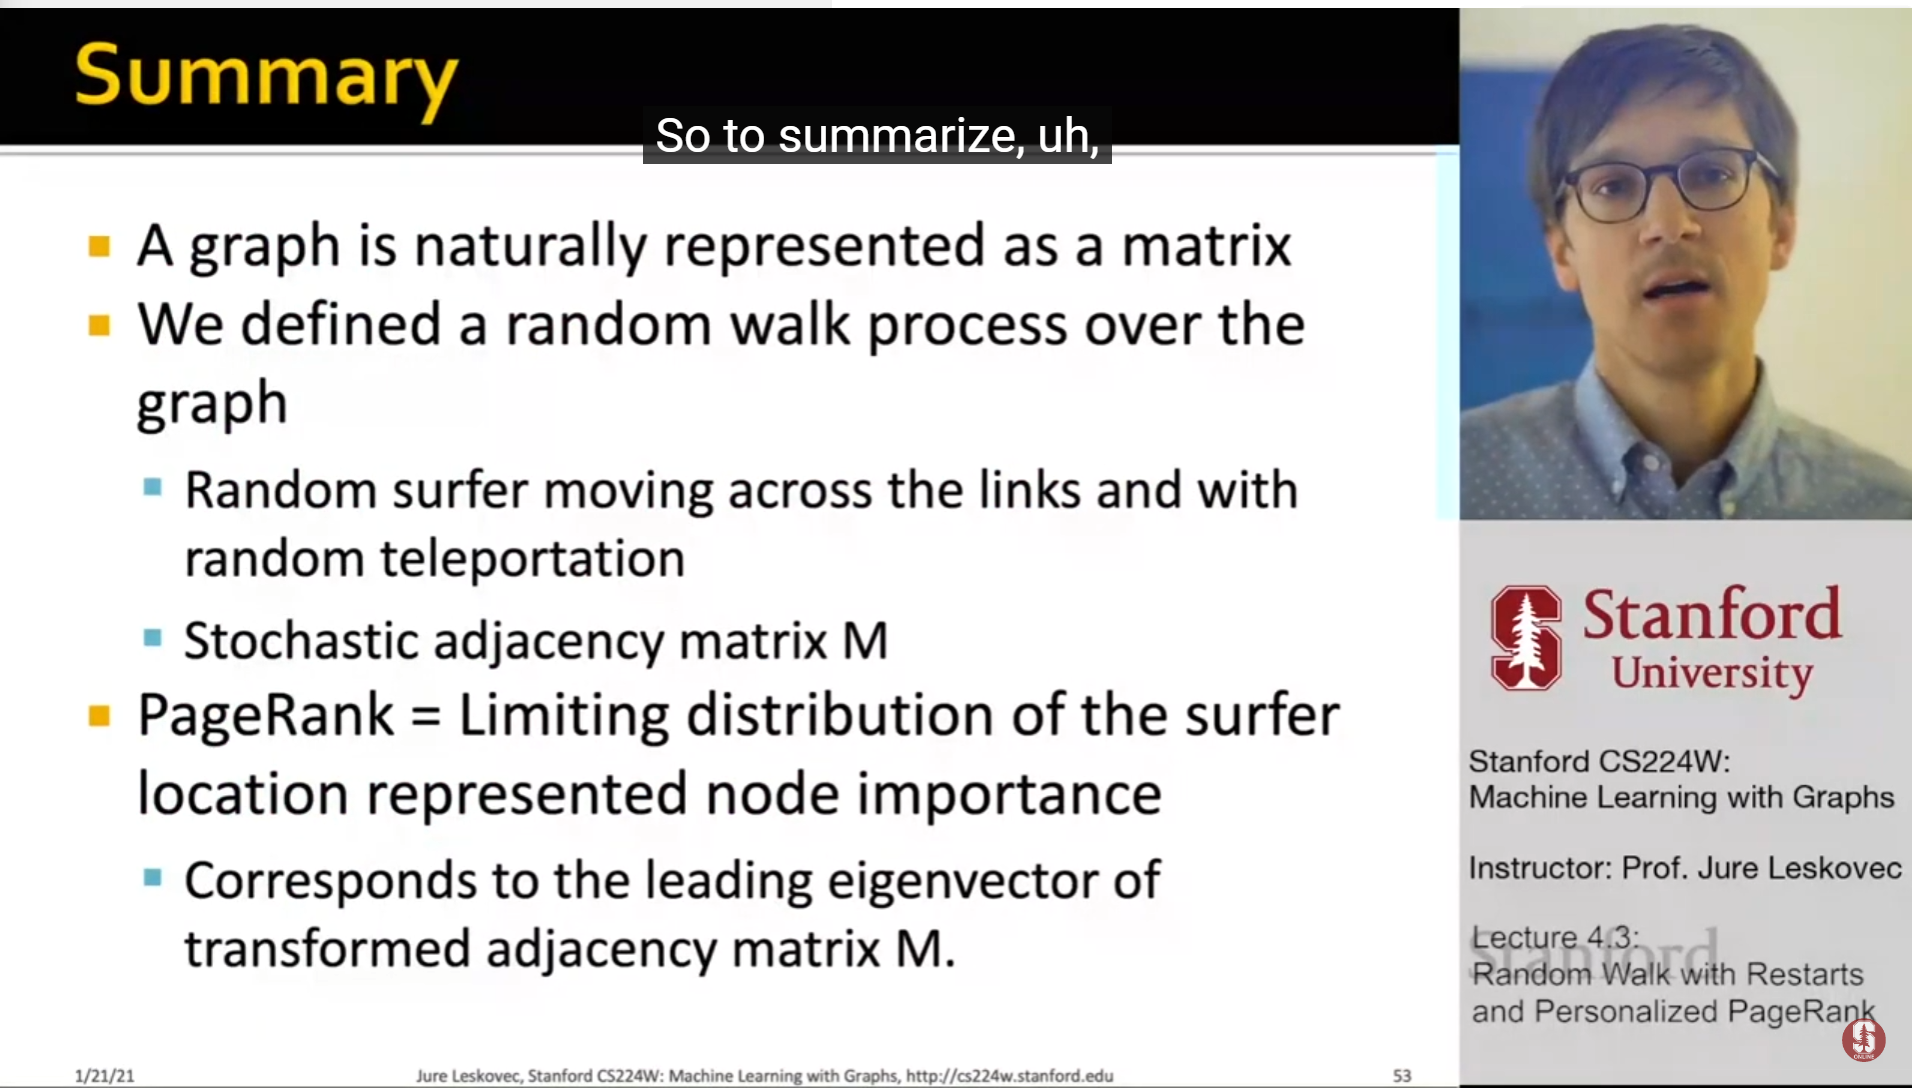 Summary
So to summarize, uh,
A graph is naturally represented as a matrix
We defined a random walk process over the
graph
Random surfer moving across the links and with
random teleportation
Stochastic adjacency matrix M
PageRank = Limiting distribution of the surfer
location represented node importance
Corresponds to the leading eigenvector of
transformed adjacency matrix M.
1/21/21
Jure Leskovec, Stanford CS224W: Machine Learning with Graphs, http://cs224w.stanford.edu
53
Stanford
University
Stanford CS224W:
Machine Learning with Graphs
Instructor: Prof. Jure Leskovec
Lecture 4.3:
Stanford
Random Walk with Restarts
and Personalized PageRank
S
ONLINE